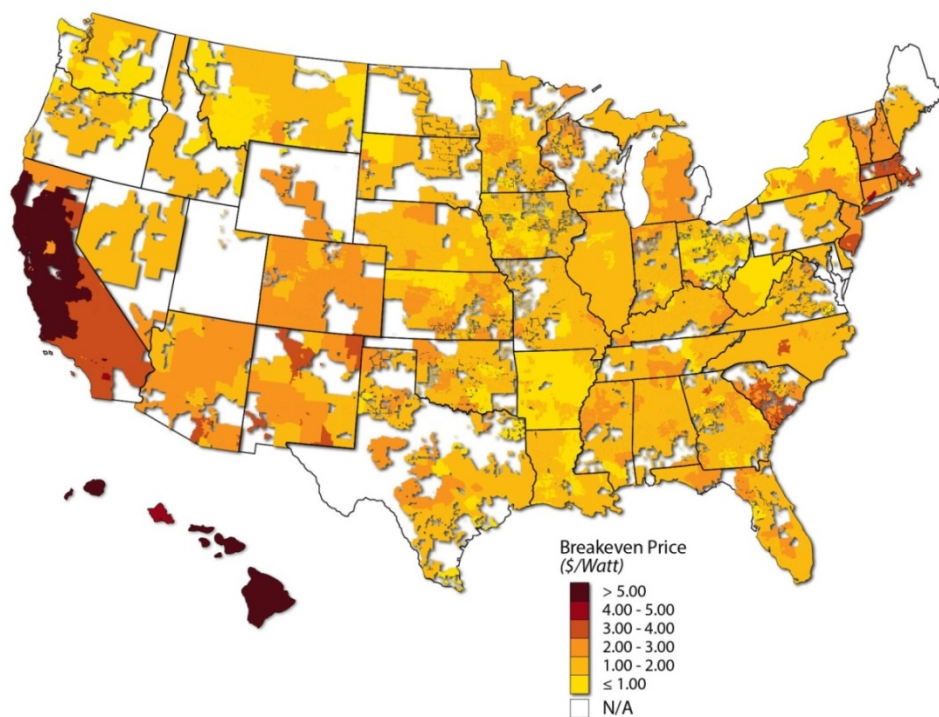 Breakeven Price
($/Watt)
> 5.00
4.00 - 5.00
3.00 - 4.00
2.00 - 3.00
1.00 - 2.00
≤ 1.00
N/A